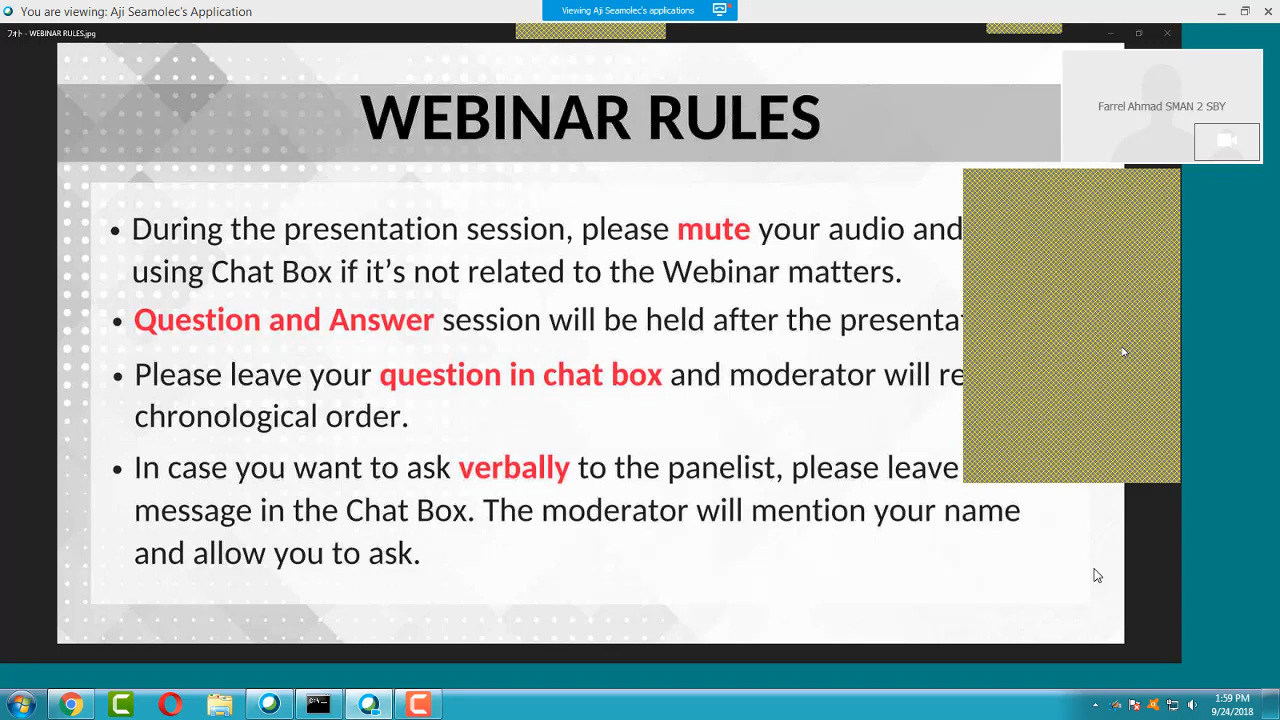 You are viewing: Aji Seamolec's Application
Viewing Aji Seamolec's applications
フォト - WEBINAR RULES.jpg
WEBINAR RULES
Farrel Ahmad SMAN 2 SBY
• During the presentation session, please mute your audio and
using Chat Box if it’s not related to the Webinar matters.
• Question and Answer session will be held after the presentat
• Please leave your question in chat box and moderator will re
chronological order.
• In case you want to ask verbally to the panelist, please leave
message in the Chat Box. The moderator will mention your name
and allow you to ask.
1:59 PM
9/24/2018